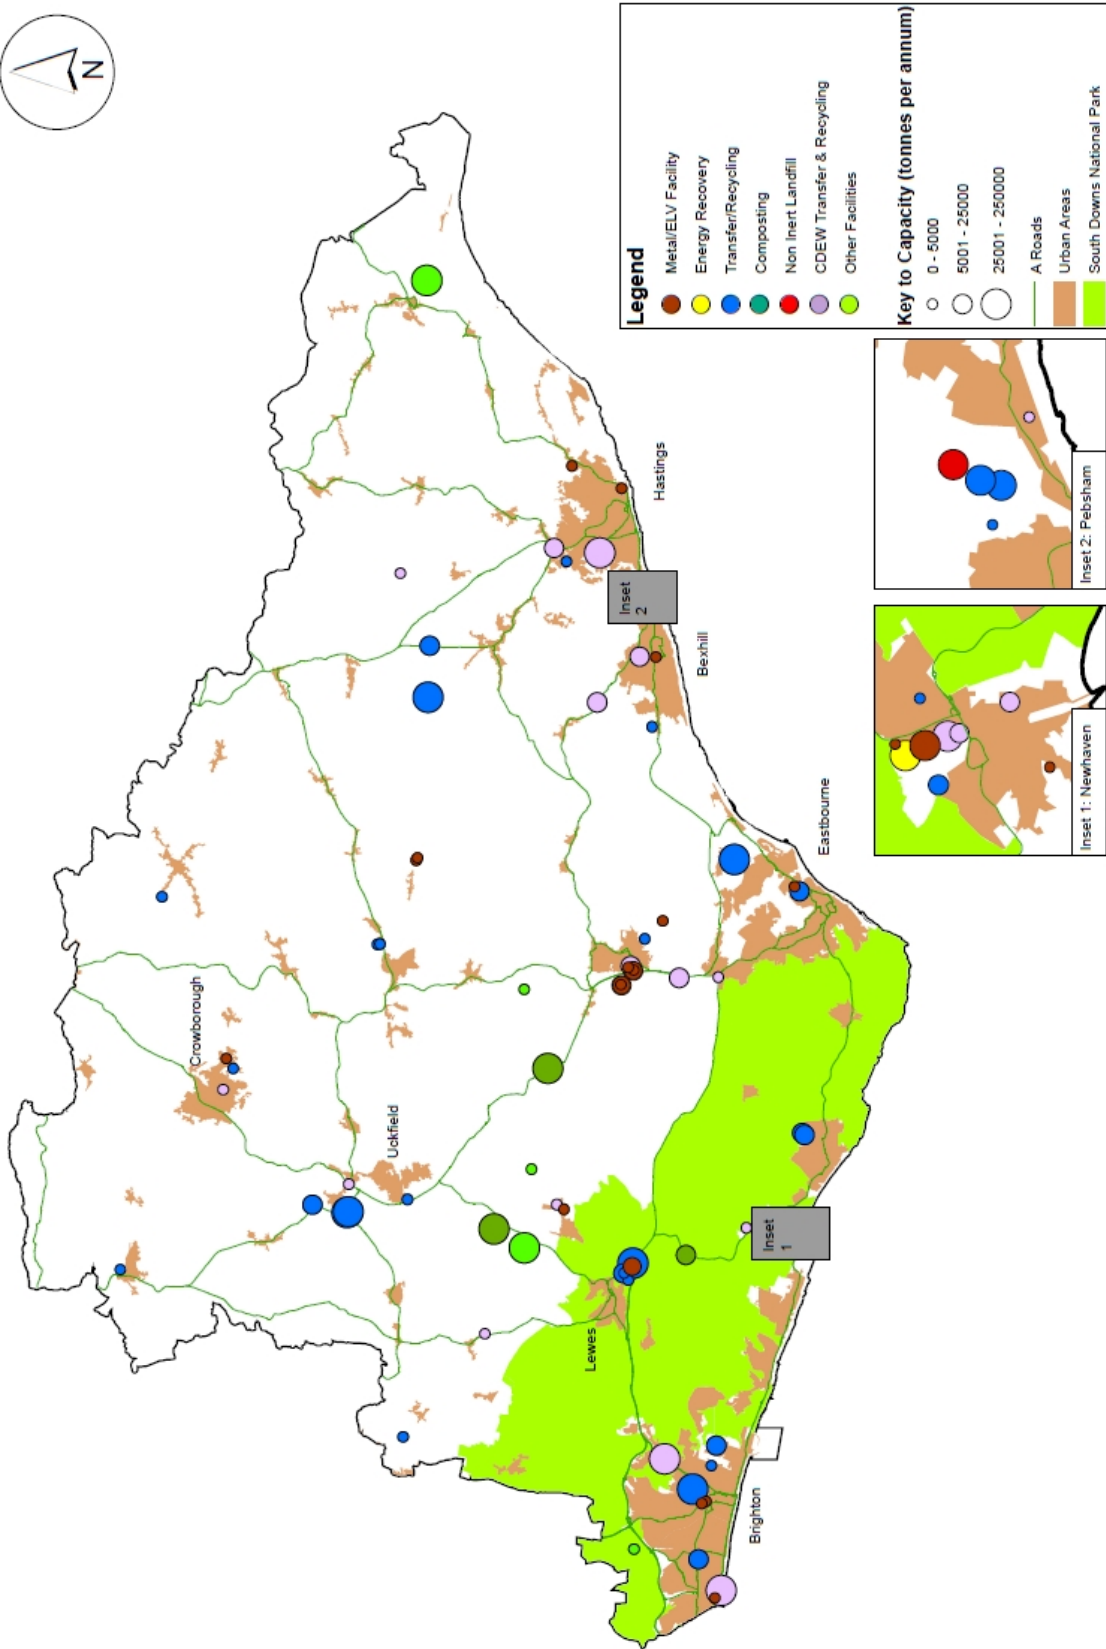 N
Crowborough
Uckfield
Lewes
Brighton
Inset
1
Eastbourne
Bexhill
Inset
2
Hastings
Inset 1: Newhaven
Inset 2: Pebsham
Legend
Metal/ELV Facility
Energy Recovery
Transfer/Recycling
Composting
Non Inert Landfill
CDEW Transfer & Recycling
Other Facilities
Key to Capacity (tonnes per annum)
0 - 5000
5001 - 25000
25001 - 250000
A Roads
Urban Areas
South Downs National Park